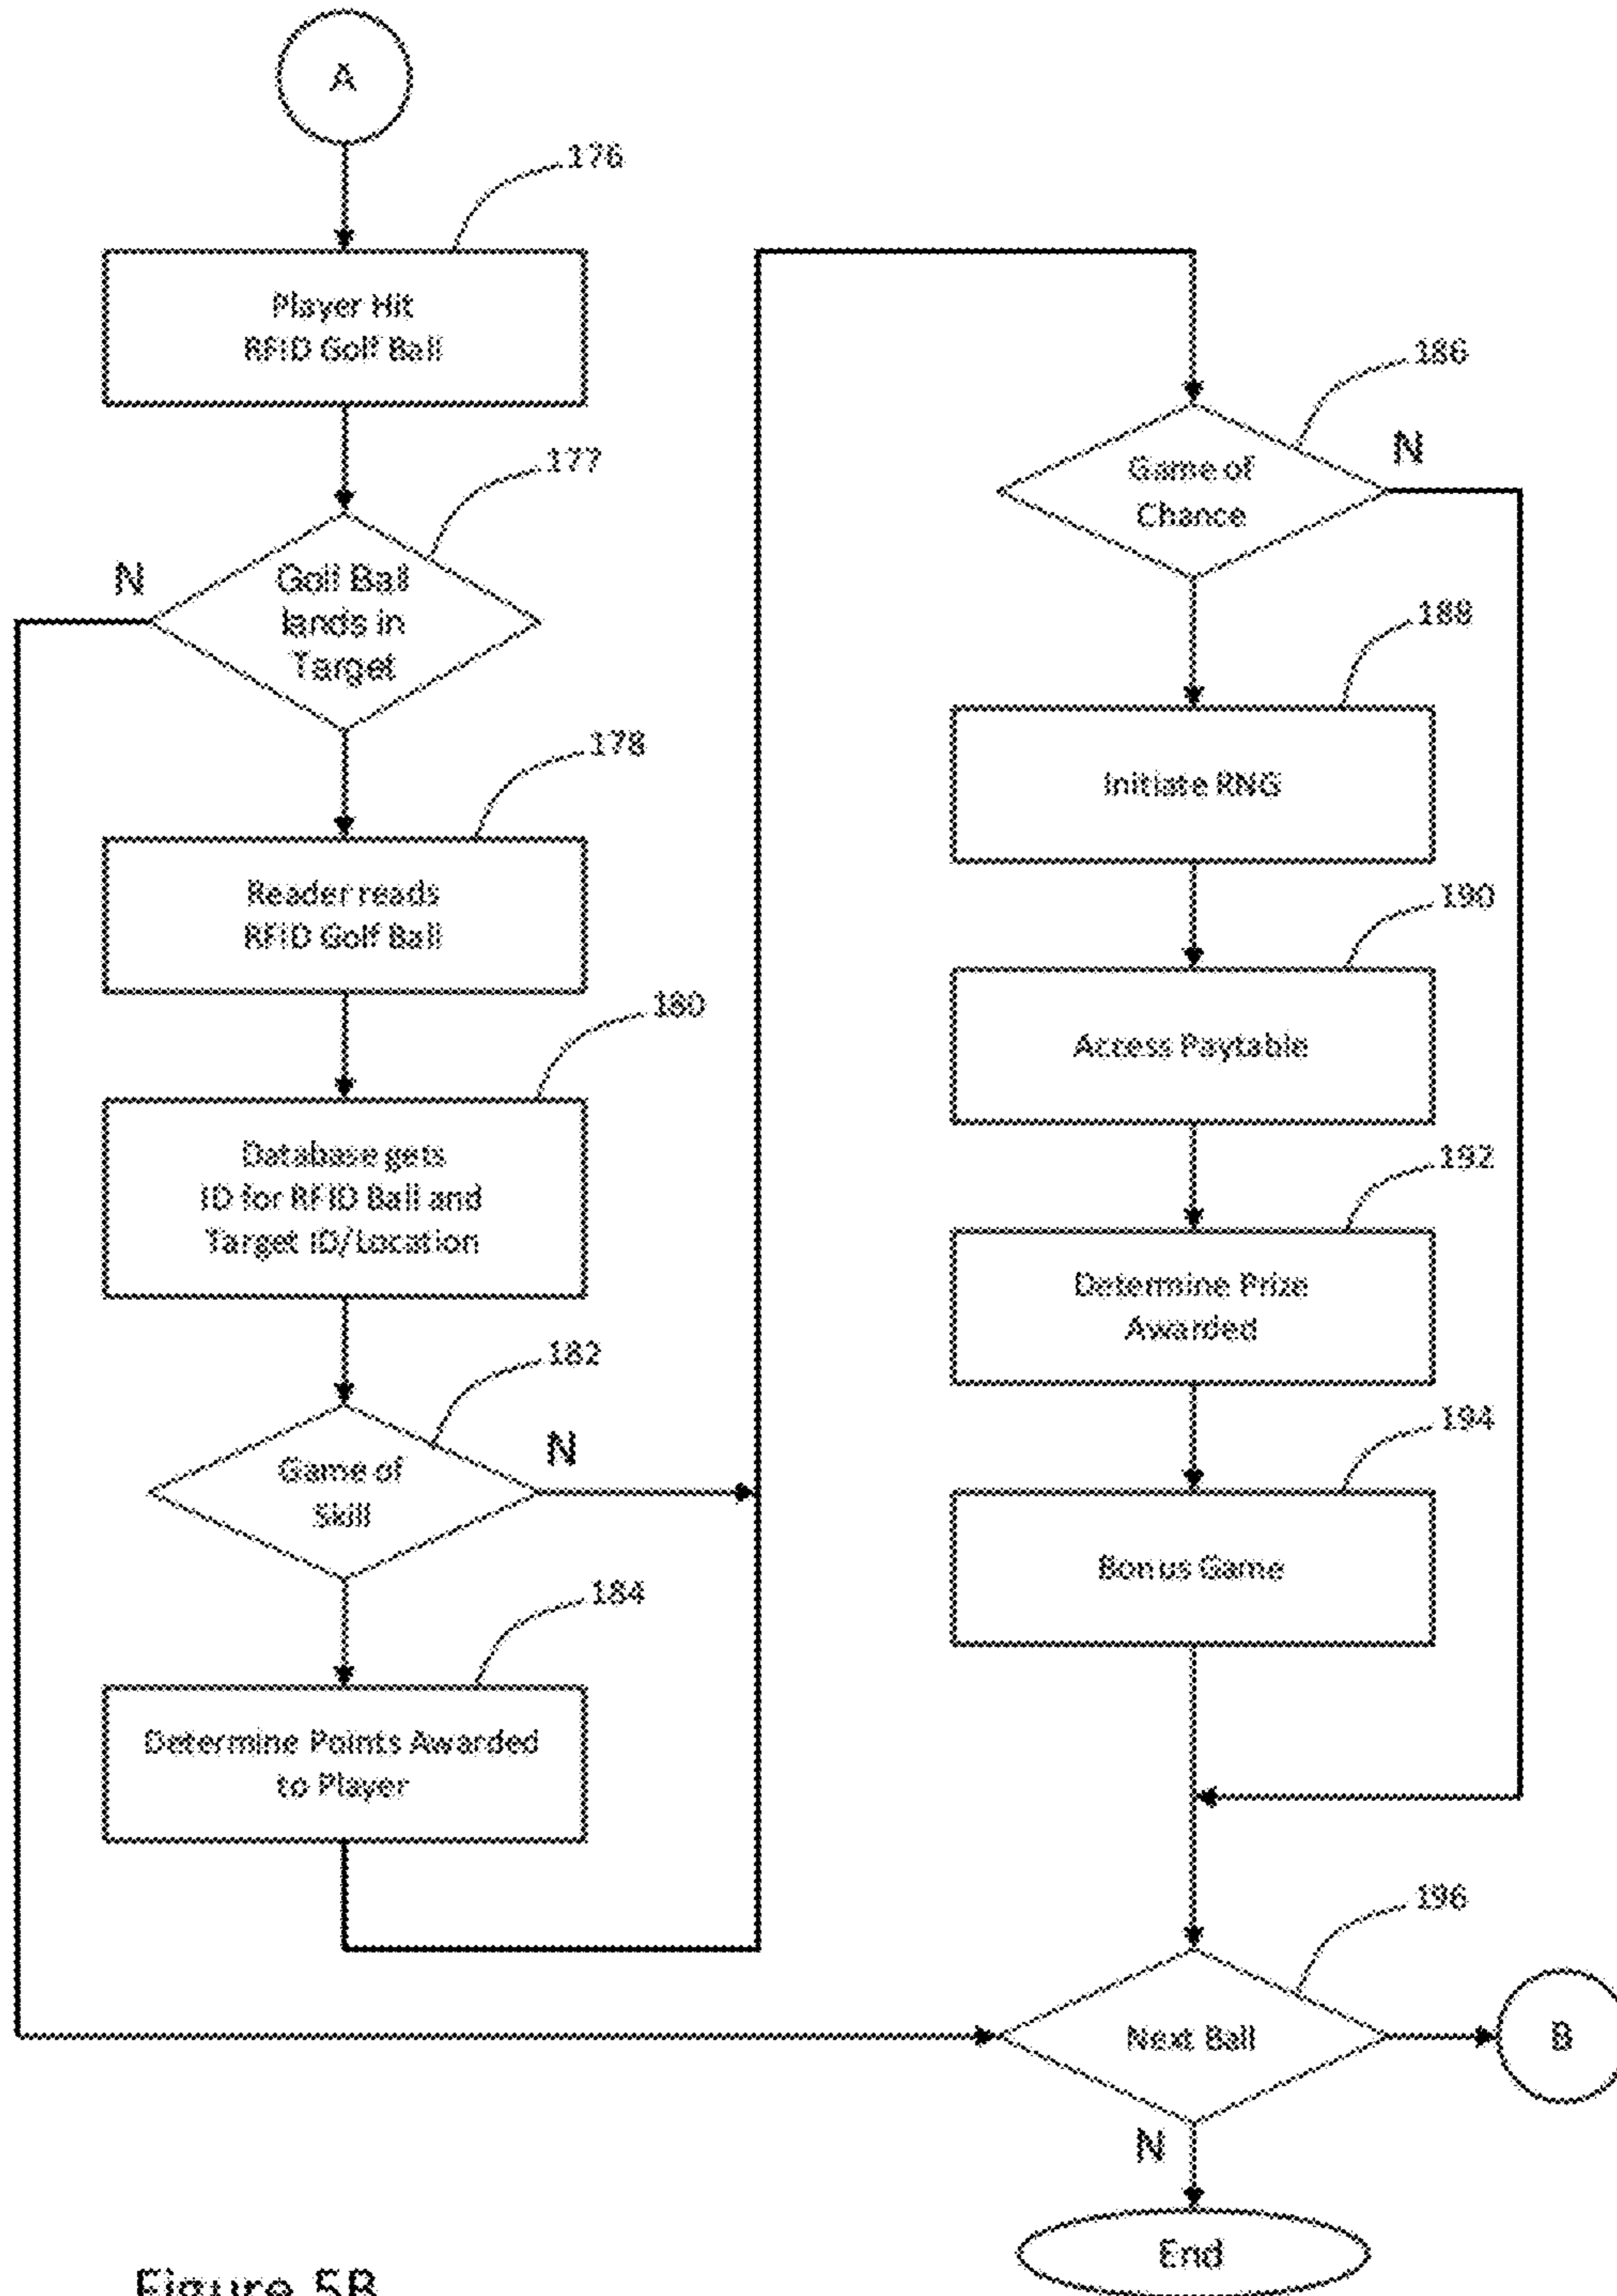 A
176
Player Hit
RFID Golf Ball
177
N
Golf Ball
lands in
Target
178
Reader reads
RFID Golf Ball
180
Database gets
ID for RFID Ball and
Target ID/Location
182
Game of
Skill
N
184
Determine Points Awarded
to Player
186
Game of
Chance
N
188
Initiate RNG
190
Access Paytable
192
Determine Prize
Awarded
194
Bonus Game
196
Next Ball
B
N
End
Figure 5B